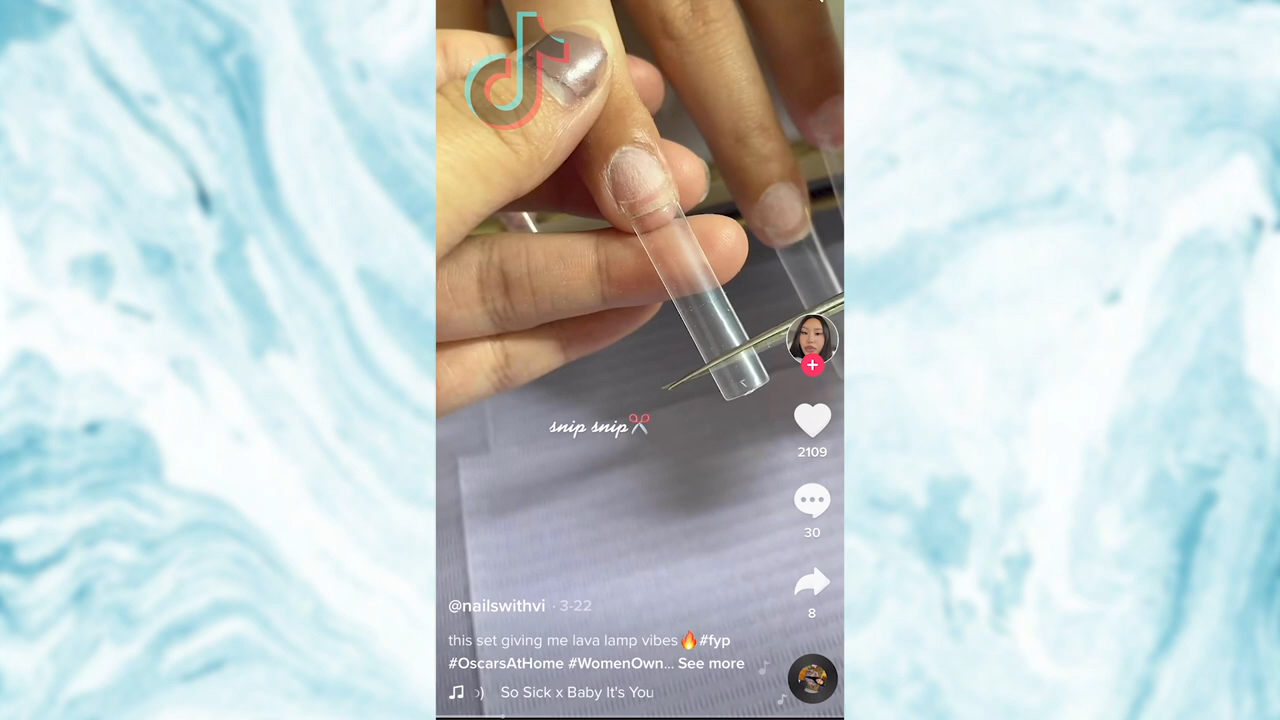 snip snip✂️
2109
30
8
@nailswithvi · 3-22
this set giving me lava lamp vibes🔥#fyp
#OscarsAtHome #WomenOwn... See more
So Sick x Baby It's You